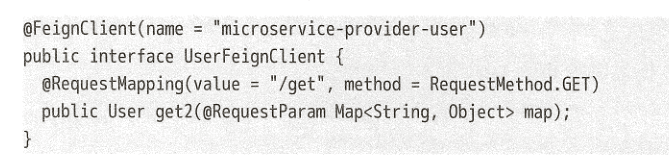 @FeignClient(name = "microservice-provider-user")
public interface UserFeignClient {
  @RequestMapping(value = "/get", method = RequestMethod.GET)
  public User get2(@RequestParam Map<String, Object> map);
}